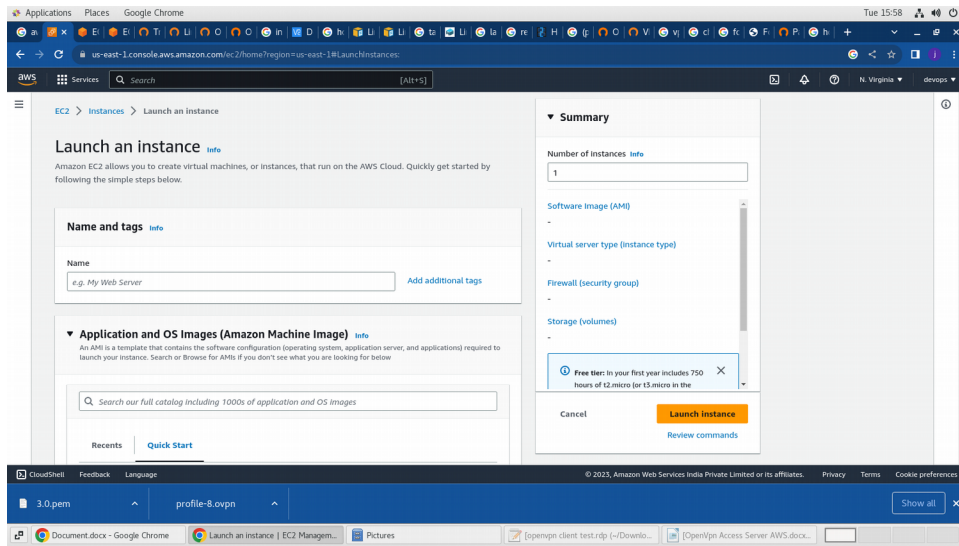 Applications Places Google Chrome Tue 15:58
us-east-1.console.aws.amazon.com/ec2/home?region=us-east-1#LaunchInstances:
aws Services Search [Alt+S] N. Virginia ▼ devops ▼
EC2 > Instances > Launch an instance
Launch an instance Info
Amazon EC2 allows you to create virtual machines, or instances, that run on the AWS Cloud. Quickly get started by
following the simple steps below.
Name and tags Info
Name
e.g. My Web Server
Add additional tags
▼ Application and OS Images (Amazon Machine Image) Info
An AMI is a template that contains the software configuration (operating system, application server, and applications) required to
launch your instance. Search or Browse for AMIs if you don't see what you are looking for below
Search our full catalog including 1000s of application and OS images
Recents Quick Start
▼ Summary
Number of instances Info
1
Software Image (AMI)
-
Virtual server type (instance type)
-
Firewall (security group)
-
Storage (volumes)
-
Free tier: In your first year includes 750
hours of t2.micro (or t3.micro in the
Cancel Launch instance
Review commands
CloudShell Feedback Language © 2023, Amazon Web Services India Private Limited or its affiliates. Privacy Terms Cookie preferences
3.0.pem profile-8.ovpn Show all
Document.docx - Google Chrome Launch an instance | EC2 Managem... Pictures [openvpn client test.rdp (~/Downlo... [OpenVpn Access Server AWS.docx...